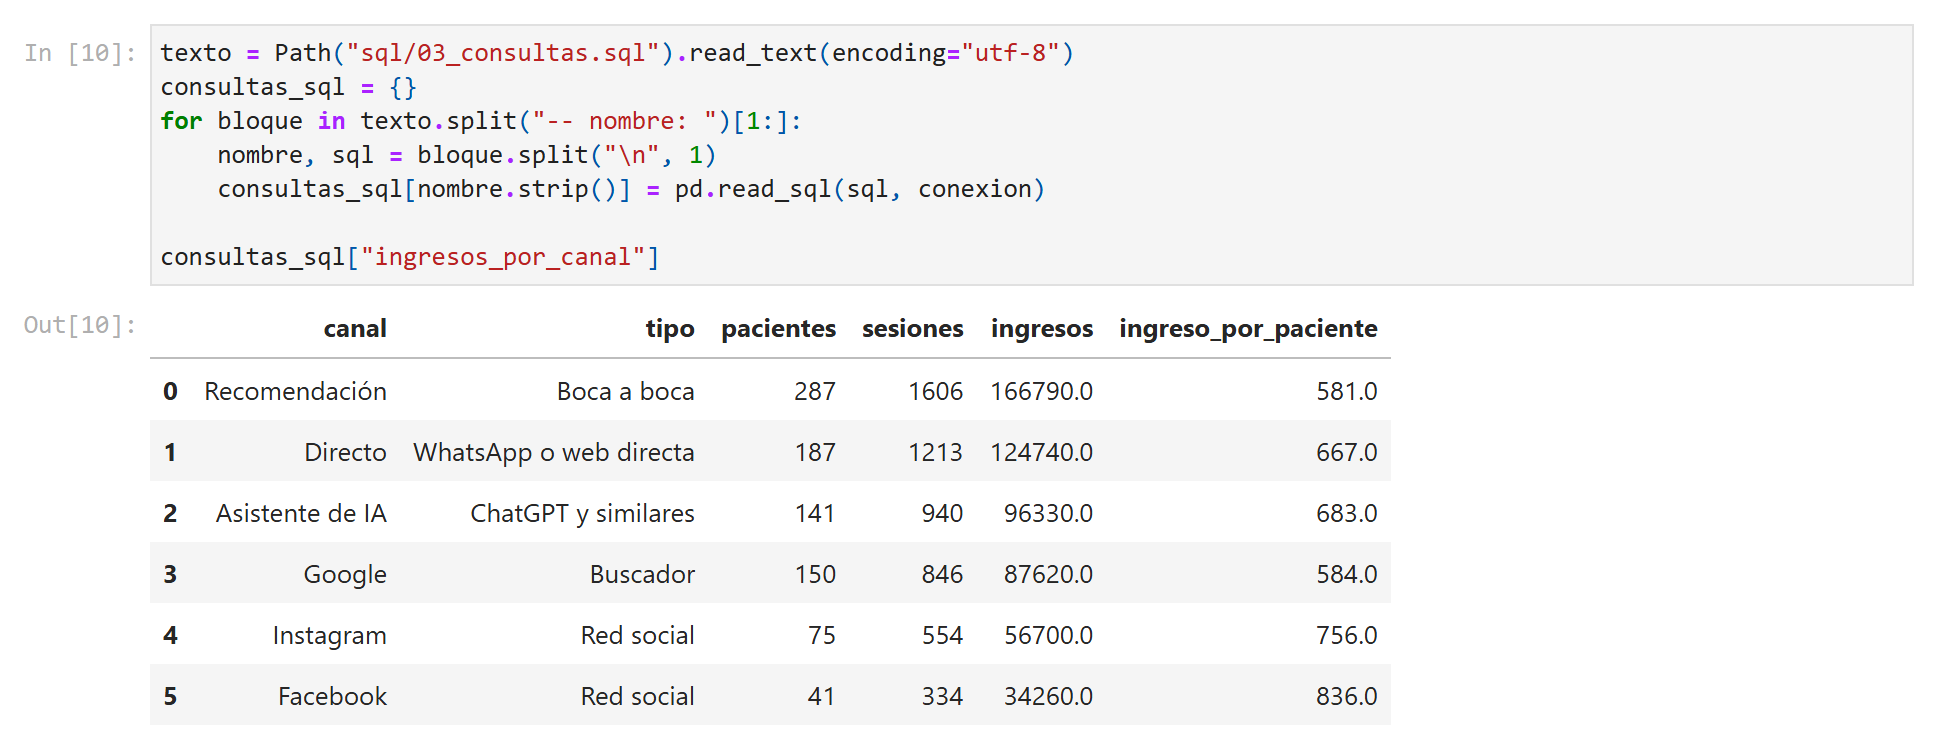 In [10]:
texto = Path("sql/03_consultas.sql").read_text(encoding="utf-8")
consultas_sql = {}
for bloque in texto.split("-- nombre: ")[1:]:
    nombre, sql = bloque.split("\n", 1)
    consultas_sql[nombre.strip()] = pd.read_sql(sql, conexion)

consultas_sql["ingresos_por_canal"]
Out[10]:
canal tipo pacientes sesiones ingresos ingreso_por_paciente
0 Recomendación Boca a boca 287 1606 166790.0 581.0
1 Directo WhatsApp o web directa 187 1213 124740.0 667.0
2 Asistente de IA ChatGPT y similares 141 940 96330.0 683.0
3 Google Buscador 150 846 87620.0 584.0
4 Instagram Red social 75 554 56700.0 756.0
5 Facebook Red social 41 334 34260.0 836.0